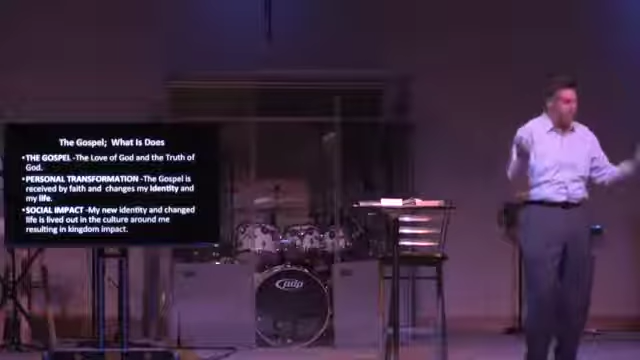 The Gospel; What Is Does
•THE GOSPEL -The Love of God and the Truth of
God.
•PERSONAL TRANSFORMATION -The Gospel is
received by faith and changes my Identity and
my life.
•SOCIAL IMPACT -My new identity and changed
life is lived out in the culture around me
resulting in kingdom impact.
pdp